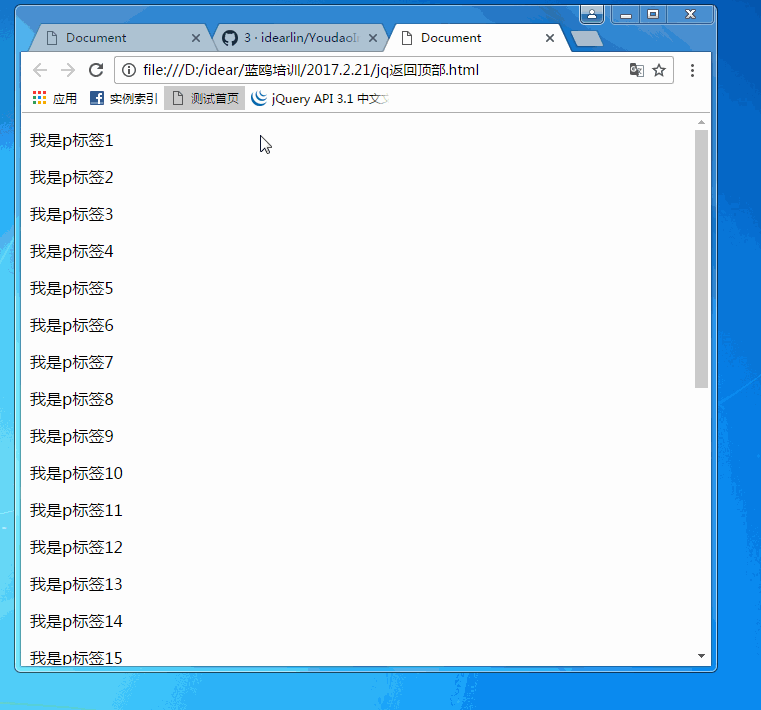 Document
3 · idearlin/Youdao
Document
file:///D:/idear/蓝鸥培训/2017.2.21/jq返回顶部.html
应用 实例索引 测试首页 jQuery API 3.1 中文
我是p标签1
我是p标签2
我是p标签3
我是p标签4
我是p标签5
我是p标签6
我是p标签7
我是p标签8
我是p标签9
我是p标签10
我是p标签11
我是p标签12
我是p标签13
我是p标签14
我是p标签15